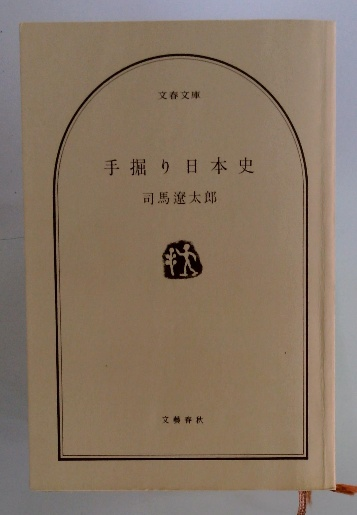 文春文庫
手掘り日本史
司馬遼太郎
文藝春秋